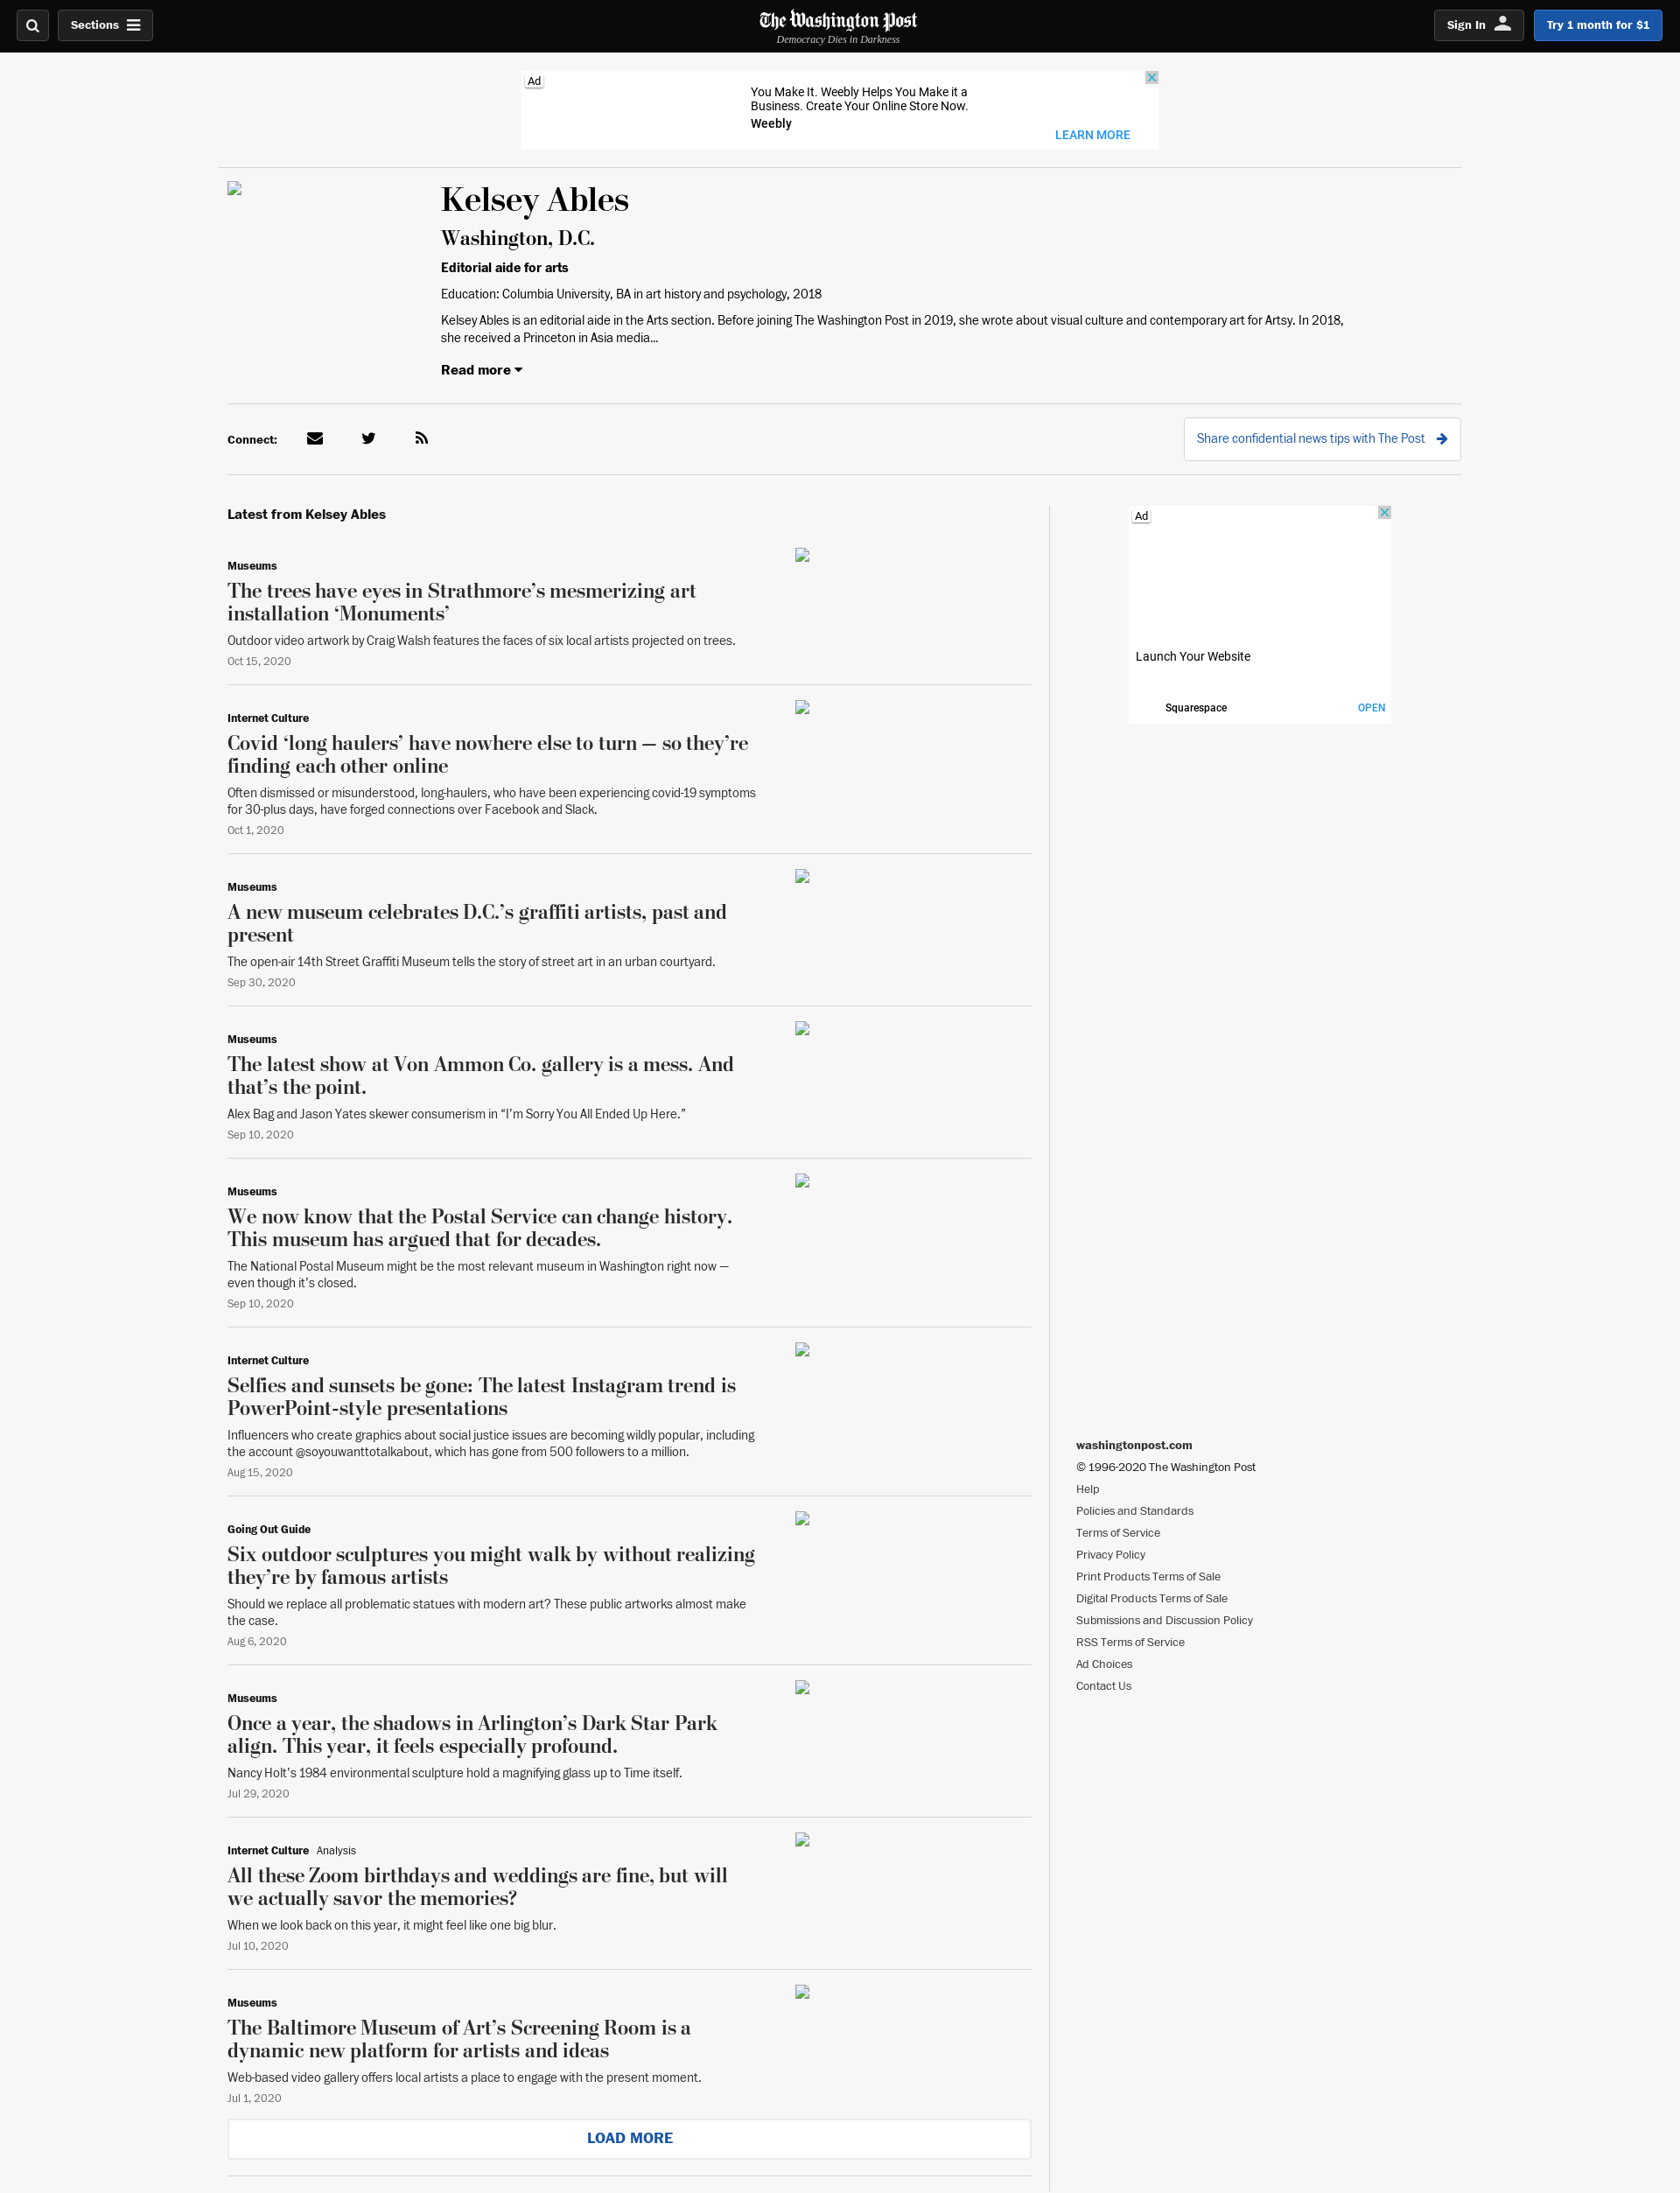 Sections
The Washington Post
Democracy Dies in Darkness
Sign In
Try 1 month for $1
Ad
You Make It. Weebly Helps You Make it a
Business. Create Your Online Store Now.
Weebly
LEARN MORE
Kelsey Ables
Washington, D.C.
Editorial aide for arts
Education: Columbia University, BA in art history and psychology, 2018
Kelsey Ables is an editorial aide in the Arts section. Before joining The Washington Post in 2019, she wrote about visual culture and contemporary art for Artsy. In 2018,
she received a Princeton in Asia media...
Read more
Connect:
Share confidential news tips with The Post
Latest from Kelsey Ables
Museums
The trees have eyes in Strathmore’s mesmerizing art
installation ‘Monuments’
Outdoor video artwork by Craig Walsh features the faces of six local artists projected on trees.
Oct 15, 2020
Internet Culture
Covid ‘long haulers’ have nowhere else to turn — so they’re
finding each other online
Often dismissed or misunderstood, long-haulers, who have been experiencing covid-19 symptoms
for 30-plus days, have forged connections over Facebook and Slack.
Oct 1, 2020
Museums
A new museum celebrates D.C.’s graffiti artists, past and
present
The open-air 14th Street Graffiti Museum tells the story of street art in an urban courtyard.
Sep 30, 2020
Museums
The latest show at Von Ammon Co. gallery is a mess. And
that’s the point.
Alex Bag and Jason Yates skewer consumerism in “I’m Sorry You All Ended Up Here.”
Sep 10, 2020
Museums
We now know that the Postal Service can change history.
This museum has argued that for decades.
The National Postal Museum might be the most relevant museum in Washington right now —
even though it’s closed.
Sep 10, 2020
Internet Culture
Selfies and sunsets be gone: The latest Instagram trend is
PowerPoint-style presentations
Influencers who create graphics about social justice issues are becoming wildly popular, including
the account @soyouwanttotalkabout, which has gone from 500 followers to a million.
Aug 15, 2020
Going Out Guide
Six outdoor sculptures you might walk by without realizing
they’re by famous artists
Should we replace all problematic statues with modern art? These public artworks almost make
the case.
Aug 6, 2020
Museums
Once a year, the shadows in Arlington’s Dark Star Park
align. This year, it feels especially profound.
Nancy Holt’s 1984 environmental sculpture hold a magnifying glass up to Time itself.
Jul 29, 2020
Internet Culture Analysis
All these Zoom birthdays and weddings are fine, but will
we actually savor the memories?
When we look back on this year, it might feel like one big blur.
Jul 10, 2020
Museums
The Baltimore Museum of Art’s Screening Room is a
dynamic new platform for artists and ideas
Web-based video gallery offers local artists a place to engage with the present moment.
Jul 1, 2020
LOAD MORE
Ad
Launch Your Website
Squarespace
OPEN
washingtonpost.com
© 1996-2020 The Washington Post
Help
Policies and Standards
Terms of Service
Privacy Policy
Print Products Terms of Sale
Digital Products Terms of Sale
Submissions and Discussion Policy
RSS Terms of Service
Ad Choices
Contact Us